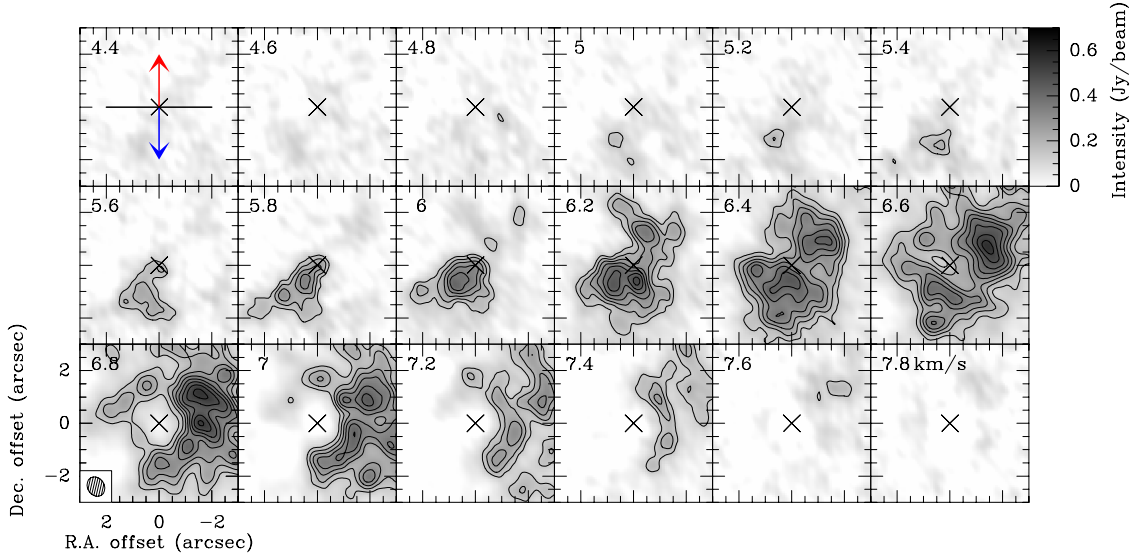 4.4 4.6 4.8 5 5.2 5.4
0.6
0.4
0.2
0
Intensity (Jy/beam)
5.6 5.8 6 6.2 6.4 6.6
6.8 7 7.2 7.4 7.6 7.8 km/s
2
0
−2
Dec. offset (arcsec)
2 0 −2
R.A. offset (arcsec)